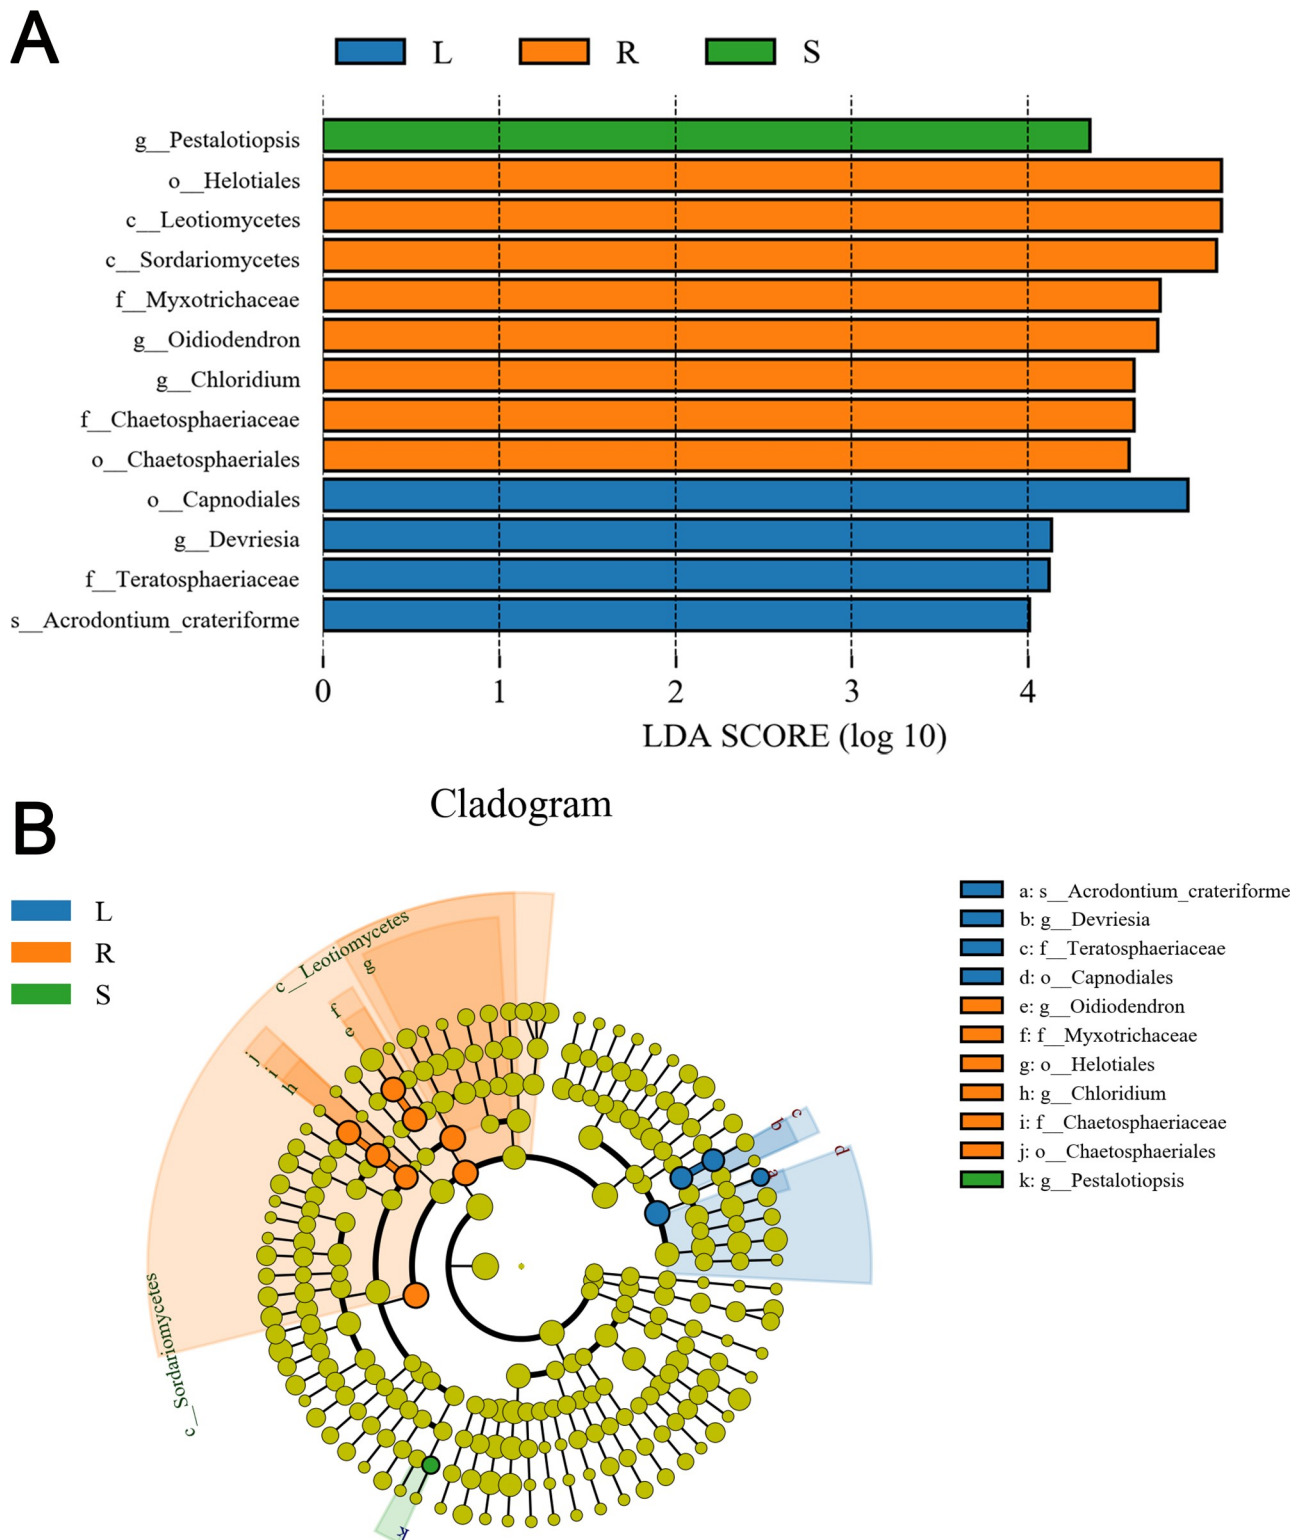 A
L R S
g__Pestalotiopsis
o__Helotiales
c__Leotiomycetes
c__Sordariomycetes
f__Myxotrichaceae
g__Oidiodendron
g__Chloridium
f__Chaetosphaeriaceae
o__Chaetosphaeriales
o__Capnodiales
g__Devriesia
f__Teratosphaeriaceae
s__Acrodontium_crateriforme
0 1 2 3 4
LDA SCORE (log 10)
Cladogram
B
L
R
S
a: s__Acrodontium_crateriforme
b: g__Devriesia
c: f__Teratosphaeriaceae
d: o__Capnodiales
e: g__Oidiodendron
f: f__Myxotrichaceae
g: o__Helotiales
h: g__Chloridium
i: f__Chaetosphaeriaceae
j: o__Chaetosphaeriales
k: g__Pestalotiopsis
c__Leotiomycetes
g
f
e
j
i
h
c
b
d
a
c__Sordariomycetes
k